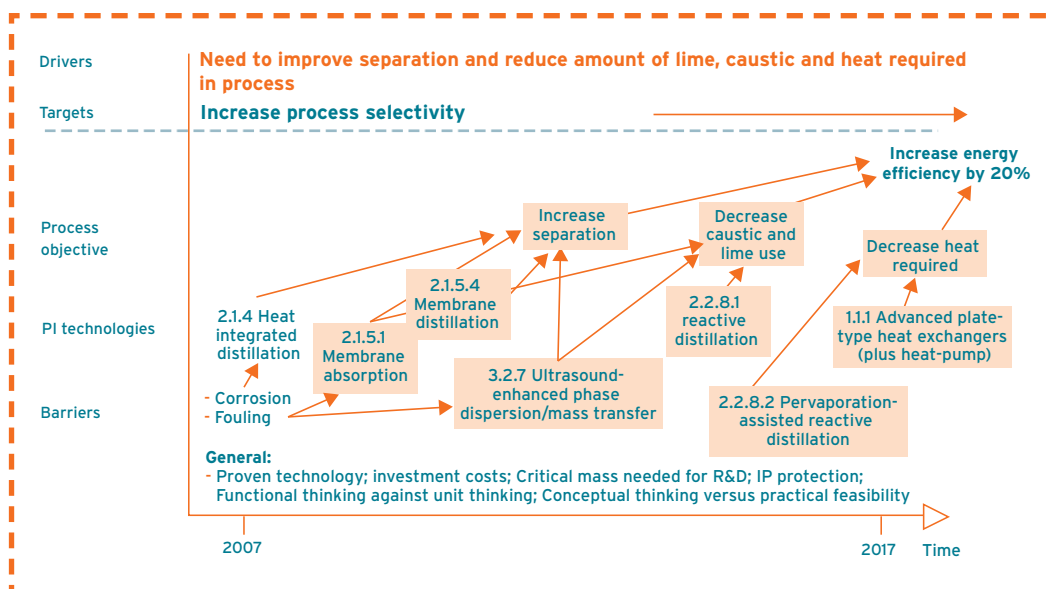 Drivers
Need to improve separation and reduce amount of lime, caustic and heat required
in process
Targets
Increase process selectivity
Increase energy
efficiency by 20%
Process
objective
Increase
separation
Decrease
caustic and
lime use
Decrease heat
required
PI technologies
2.1.4 Heat
integrated
distillation
2.1.5.1
Membrane
absorption
2.1.5.4
Membrane
distillation
2.2.8.1
reactive
distillation
1.1.1 Advanced plate-
type heat exchangers
(plus heat-pump)
Barriers
- Corrosion
- Fouling
3.2.7 Ultrasound-
enhanced phase
dispersion/mass transfer
2.2.8.2 Pervaporation-
assisted reactive
distillation
General:
- Proven technology; investment costs; Critical mass needed for R&D; IP protection;
Functional thinking against unit thinking; Conceptual thinking versus practical feasibility
2007
2017
Time